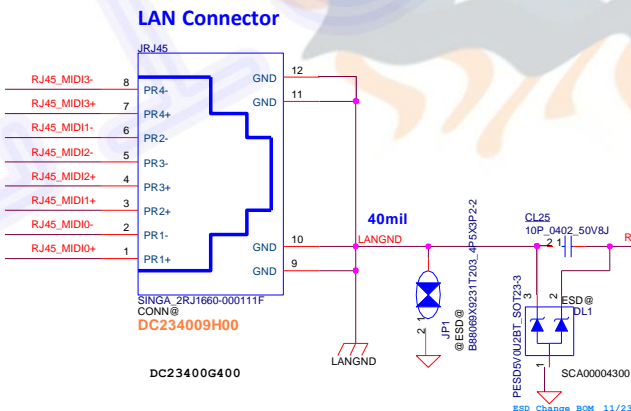 LAN Connector
JRJ45
RJ45_MIDI3- 8 PR4- GND 12
RJ45_MIDI3+ 7 PR4+ GND 11
RJ45_MIDI1- 6 PR2-
RJ45_MIDI2- 5 PR3-
RJ45_MIDI2+ 4 PR3+
RJ45_MIDI1+ 3 PR2+
RJ45_MIDI0- 2 PR1- GND 10
RJ45_MIDI0+ 1 PR1+ GND 9
40mil
LANGND
CL25
10P_0402_50V8J
2 1
R
SINGA_2RJ1660-000111F
CONN@
DC234009H00
DC23400G400
LANGND
1
2
JP1
@ESD@
B88069X9231T203_4P5X3P2-2
PESD5V0U2BT_SOT23-3
3
2
1
ESD@
DL1
SCA00004300
ESD Change BOM 11/23